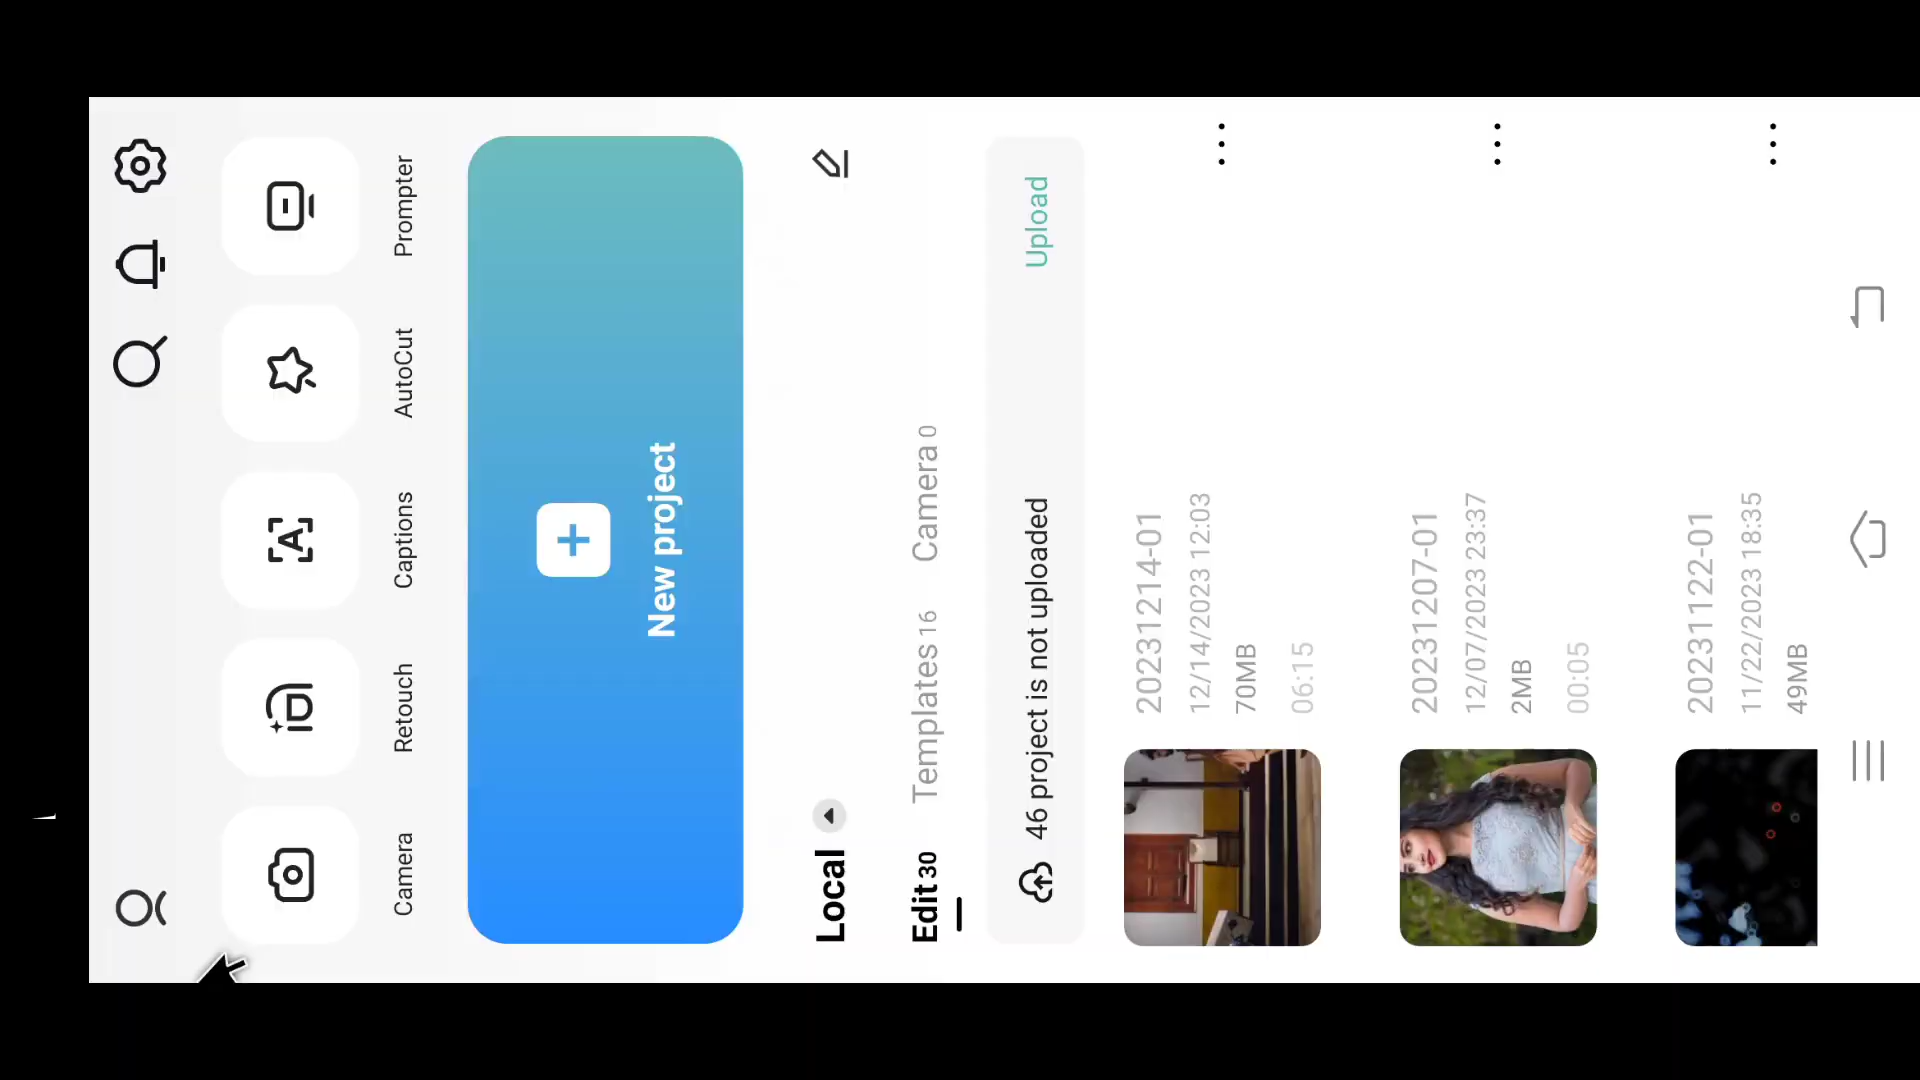 Camera
Retouch
Captions
AutoCut
Prompter
New project
Local
Edit 30
Templates 16
Camera 0
46 project is not uploaded
Upload
20231214-01
12/14/2023 12:03
70MB
06:15
20231207-01
12/07/2023 23:37
2MB
00:05
20231122-01
11/22/2023 18:35
49MB